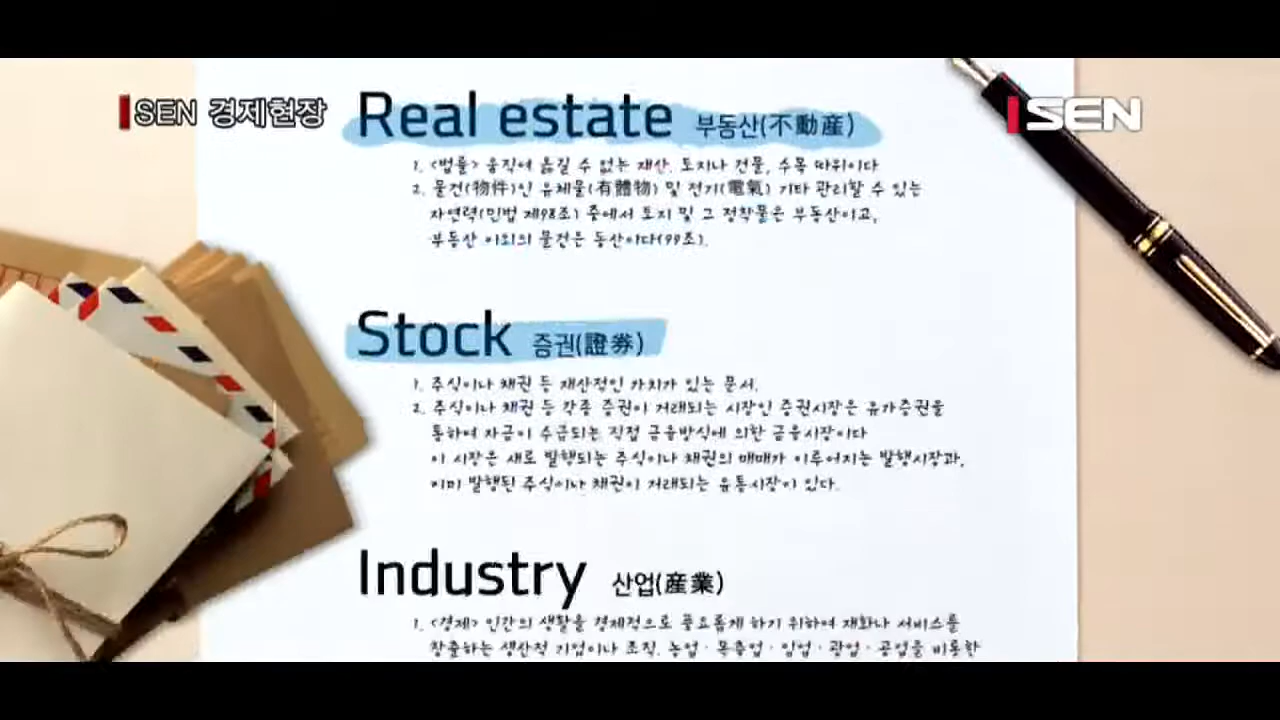 SEN 경제현장
SEN
Real estate 부동산(不動産)
1. <법률> 움직여 옮길 수 없는 재산. 토지나 건물, 수목 따위이다
2. 물건(物件)인 유체물(有體物) 및 전기(電氣) 기타 관리할 수 있는
자연력(민법 제98조) 중에서 토지 및 그 정착물은 부동산이고,
부동산 이외의 물건은 동산이다(99조).
Stock 증권(證券)
1. 주식이나 채권 등 재산적인 가치가 있는 문서.
2. 주식이나 채권 등 각종 증권이 거래되는 시장인 증권시장은 유가증권을
통하여 자금이 수급되는 직접 금융방식에 의한 금융시장이다
이 시장은 새로 발행되는 주식이나 채권의 매매가 이루어지는 발행시장과,
이미 발행된 주식이나 채권이 거래되는 유통시장이 있다.
Industry 산업(産業)
1. <경제> 인간의 생활을 경제적으로 풍요롭게 하기 위하여 재화나 서비스를
창출하는 생산적 기업이나 조직. 농업·목축업·임업·광업·공업을 비롯한